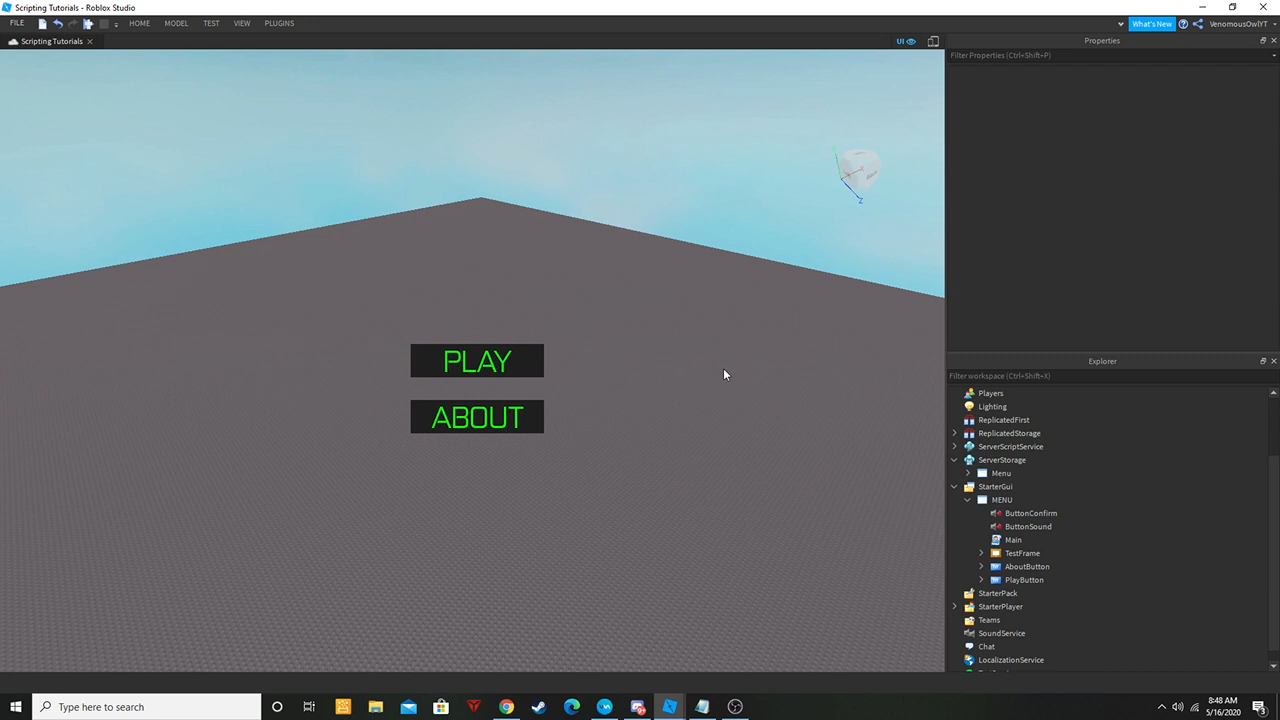 Scripting Tutorials - Roblox Studio
FILE HOME MODEL TEST VIEW PLUGINS What's New VenomousOwlYT
Scripting Tutorials UI Properties
Filter Properties (Ctrl+Shift+P)
Z
PLAY
ABOUT
Explorer
Filter workspace (Ctrl+Shift+X)
Players
Lighting
ReplicatedFirst
ReplicatedStorage
ServerScriptService
ServerStorage
Menu
StarterGui
MENU
ButtonConfirm
ButtonSound
Main
TestFrame
AboutButton
PlayButton
StarterPack
StarterPlayer
Teams
SoundService
Chat
LocalizationService
Type here to search
8:48 AM
5/16/2020